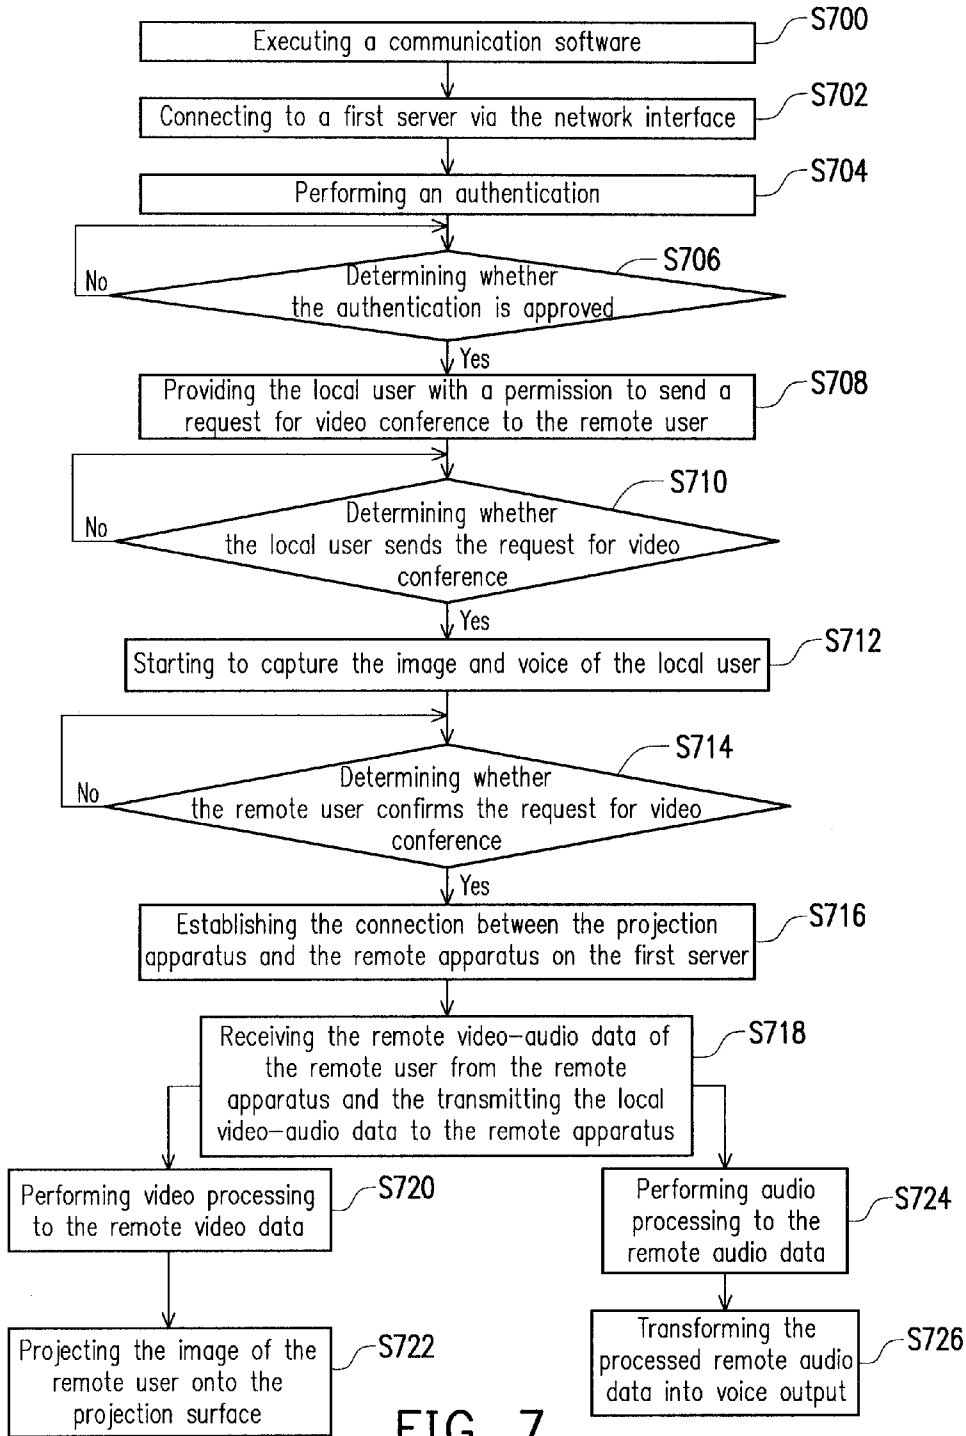 S700
Executing a communication software
S702
Connecting to a first server via the network interface
S704
Performing an authentication
S706
No
Determining whether
the authentication is approved
Yes
S708
Providing the local user with a permission to send a
request for video conference to the remote user
S710
No
Determining whether
the local user sends the request for video
conference
Yes
S712
Starting to capture the image and voice of the local user
S714
No
Determining whether
the remote user confirms the request for video
conference
Yes
S716
Establishing the connection between the projection
apparatus and the remote apparatus on the first server
S718
Receiving the remote video-audio data of
the remote user from the remote
apparatus and the transmitting the local
video-audio data to the remote apparatus
S720
Performing video processing
to the remote video data
S724
Performing audio
processing to the
remote audio data
S722
Projecting the image of the
remote user onto the
projection surface
S726
Transforming the
processed remote audio
data into voice output
FIG. 7